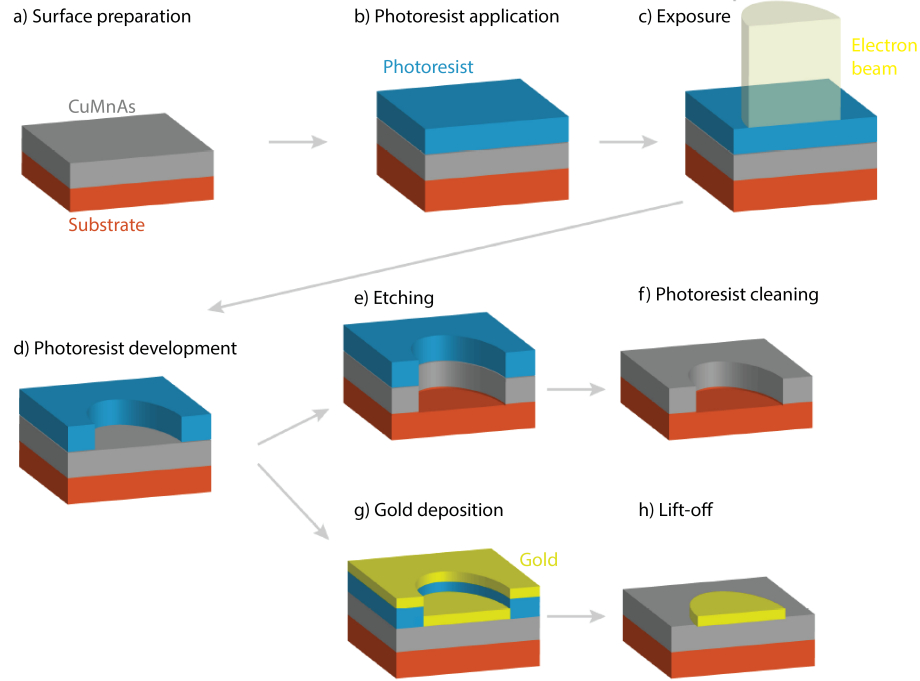 a) Surface preparation
b) Photoresist application
c) Exposure
Electron
beam
Photoresist
CuMnAs
Substrate
e) Etching
f) Photoresist cleaning
d) Photoresist development
g) Gold deposition
h) Lift-off
Gold